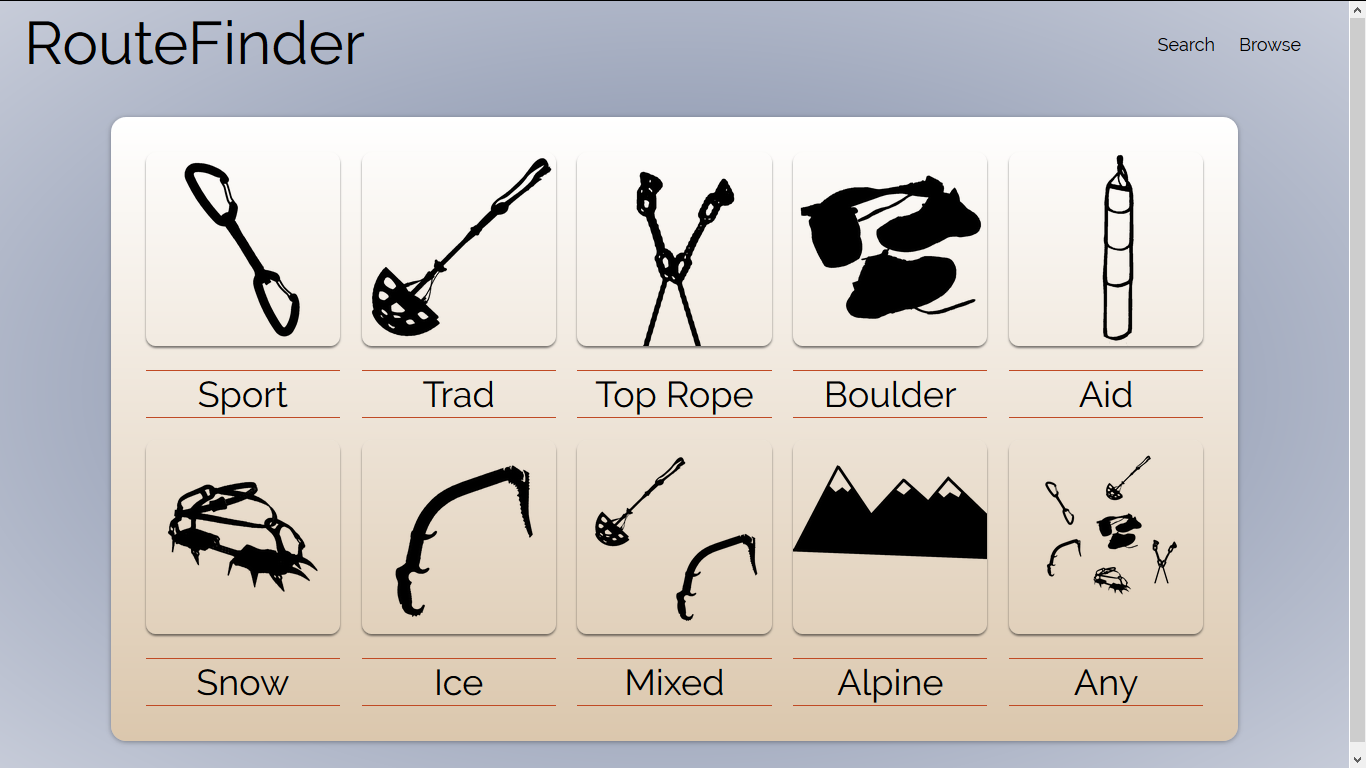 RouteFinder
Search Browse
Sport Trad Top Rope Boulder Aid
Snow Ice Mixed Alpine Any